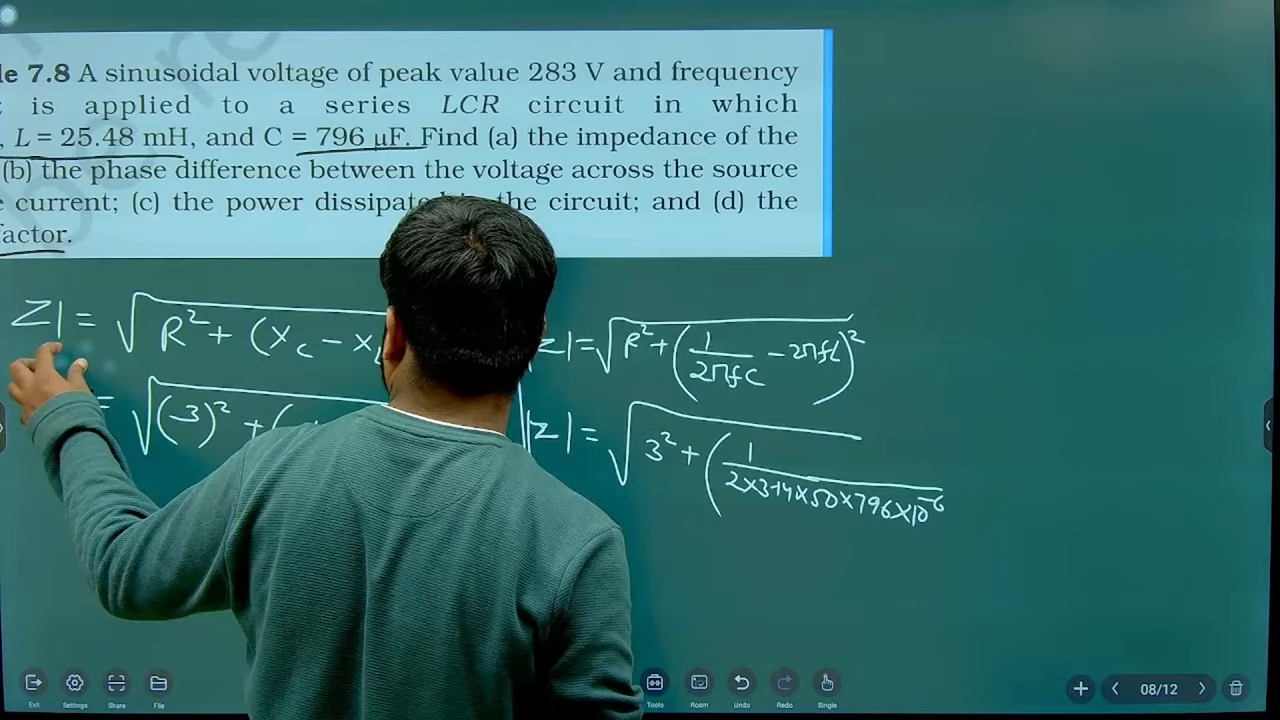 le 7.8 A sinusoidal voltage of peak value 283 V and frequency
is applied to a series LCR circuit in which
, L = 25.48 mH, and C = 796 μF. Find (a) the impedance of the
(b) the phase difference between the voltage across the source
e current; (c) the power dissipated the circuit; and (d) the
factor.
Z| = √R² + (X_C - X_L
|Z| = √R² + (1/2πfC - 2πfL)²
= √(-3)² + (
|Z| = √3² + (1/2×3.14×50×796×10⁻⁶
Exit Settings Share File Tools Room Undo Redo Single 08/12